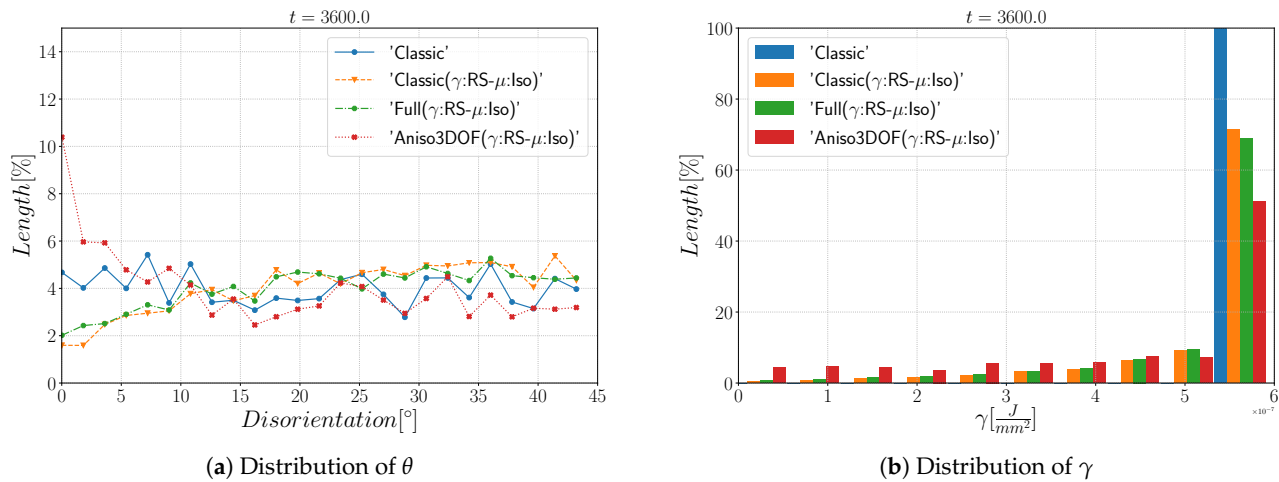 t = 3600.0
Length[%]
14
12
10
8
6
4
2
0
'Classic'
'Classic(γ:RS-μ:Iso)'
'Full(γ:RS-μ:Iso)'
'Aniso3DOF(γ:RS-μ:Iso)'
0 5 10 15 20 25 30 35 40 45
Disorientation[°]
(a) Distribution of θ
t = 3600.0
Length[%]
100
80
60
40
20
0
'Classic'
'Classic(γ:RS-μ:Iso)'
'Full(γ:RS-μ:Iso)'
'Aniso3DOF(γ:RS-μ:Iso)'
1 2 3 4 5 6
×10⁻⁷
γ[J/mm²]
(b) Distribution of γ